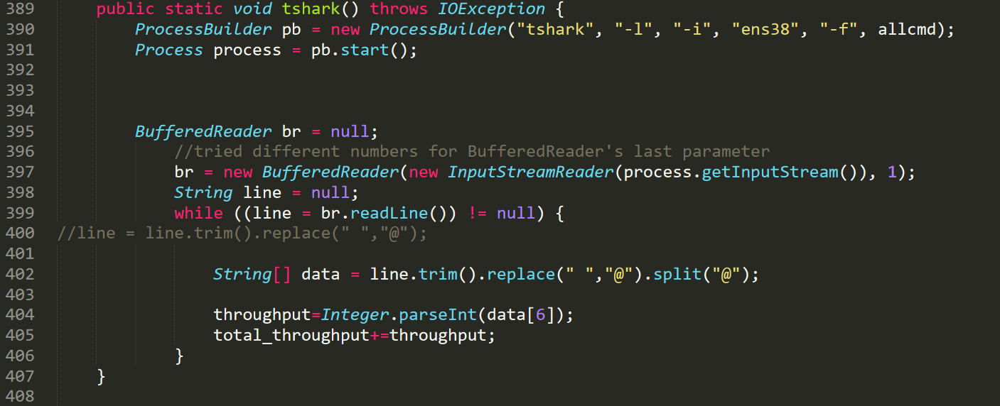 389 public static void tshark() throws IOException {
390 ProcessBuilder pb = new ProcessBuilder("tshark", "-l", "-i", "ens38", "-f", allcmd);
391 Process process = pb.start();
392
393
394
395 BufferedReader br = null;
396 //tried different numbers for BufferedReader's last parameter
397 br = new BufferedReader(new InputStreamReader(process.getInputStream()), 1);
398 String line = null;
399 while ((line = br.readLine()) != null) {
400 //line = line.trim().replace(" ","@");
401
402 String[] data = line.trim().replace(" ","@").split("@");
403
404 throughput=Integer.parseInt(data[6]);
405 total_throughput+=throughput;
406 }
407 }
408